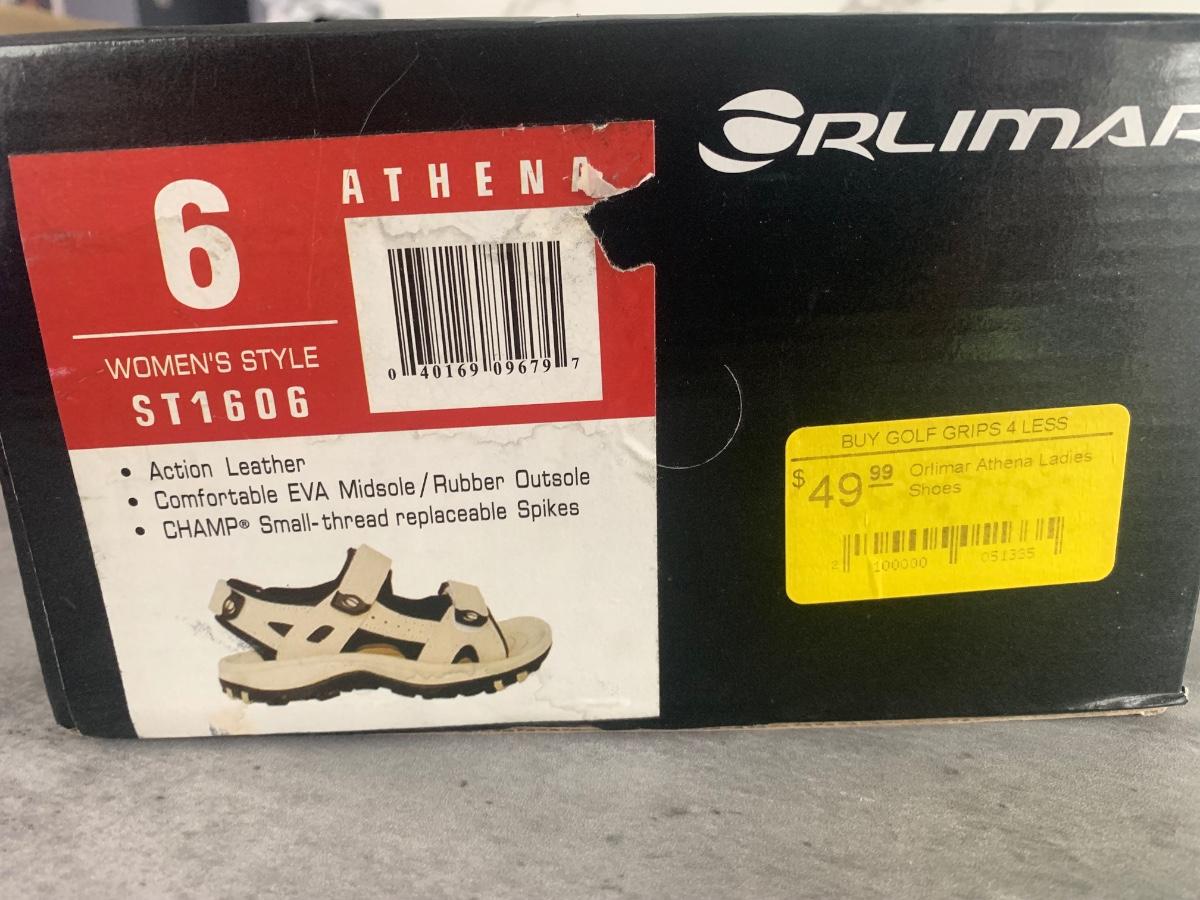 ORLIMAR
ATHENA
6
0 40169 09679 7
WOMEN'S STYLE
ST1606
• Action Leather
• Comfortable EVA Midsole/Rubber Outsole
• CHAMP® Small-thread replaceable Spikes
BUY GOLF GRIPS 4 LESS
$49.99 Orlimar Athena Ladies
Shoes
2 100000 051335